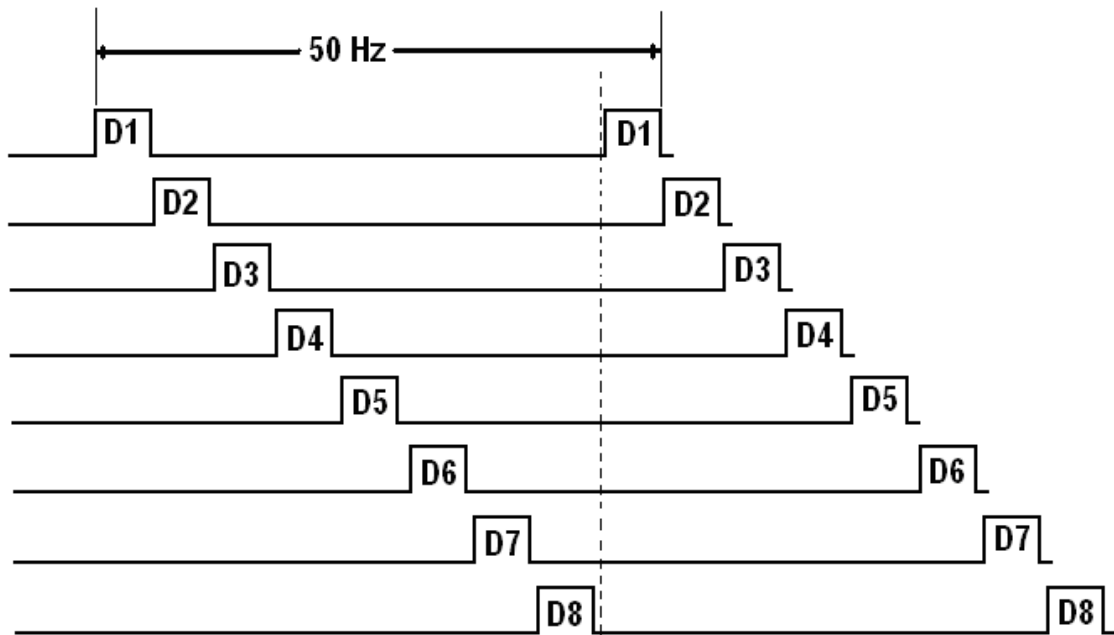 50 Hz
D1 D1
D2 D2
D3 D3
D4 D4
D5 D5
D6 D6
D7 D7
D8 D8